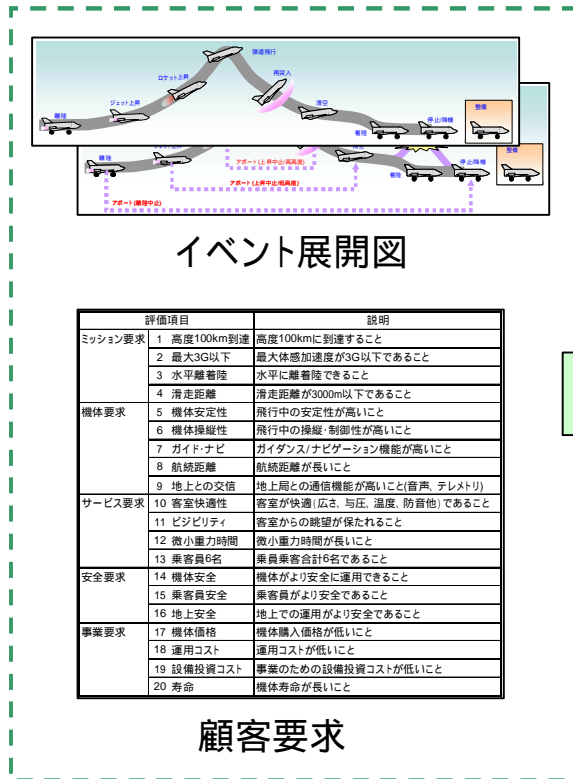 弾道飛行
ロケット上昇
再突入
ジェット上昇
滑空
離陸
着陸
停止/降機
整備
離陸
アボート(上昇中止/高高度)
着陸
停止/降機
整備
アボート(上昇中止/低高度)
アボート(離陸中止)
イベント展開図
評価項目 説明
ミッション要求 1 高度100km到達 高度100kmに到達すること
2 最大3G以下 最大体感加速度が3G以下であること
3 水平離着陸 水平に離着陸できること
4 滑走距離 滑走距離が3000m以下であること
機体要求 5 機体安定性 飛行中の安定性が高いこと
6 機体操縦性 飛行中の操縦・制御性が高いこと
7 ガイド・ナビ ガイダンス/ナビゲーション機能が高いこと
8 航続距離 航続距離が長いこと
9 地上との交信 地上局との通信機能が高いこと(音声、テレメトリ)
サービス要求 10 客室快適性 客室が快適(広さ、与圧、温度、防音他)であること
11 ビジビリティ 客室からの眺望が保たれること
12 微小重力時間 微小重力時間が長いこと
13 乗客員6名 乗員乗客合計6名であること
安全要求 14 機体安全 機体がより安全に運用できること
15 乗客員安全 乗客員がより安全であること
16 地上安全 地上での運用がより安全であること
事業要求 17 機体価格 機体購入価格が低いこと
18 運用コスト 運用コストが低いこと
19 設備投資コスト 事業のための設備投資コストが低いこと
20 寿命 機体寿命が長いこと
顧客要求